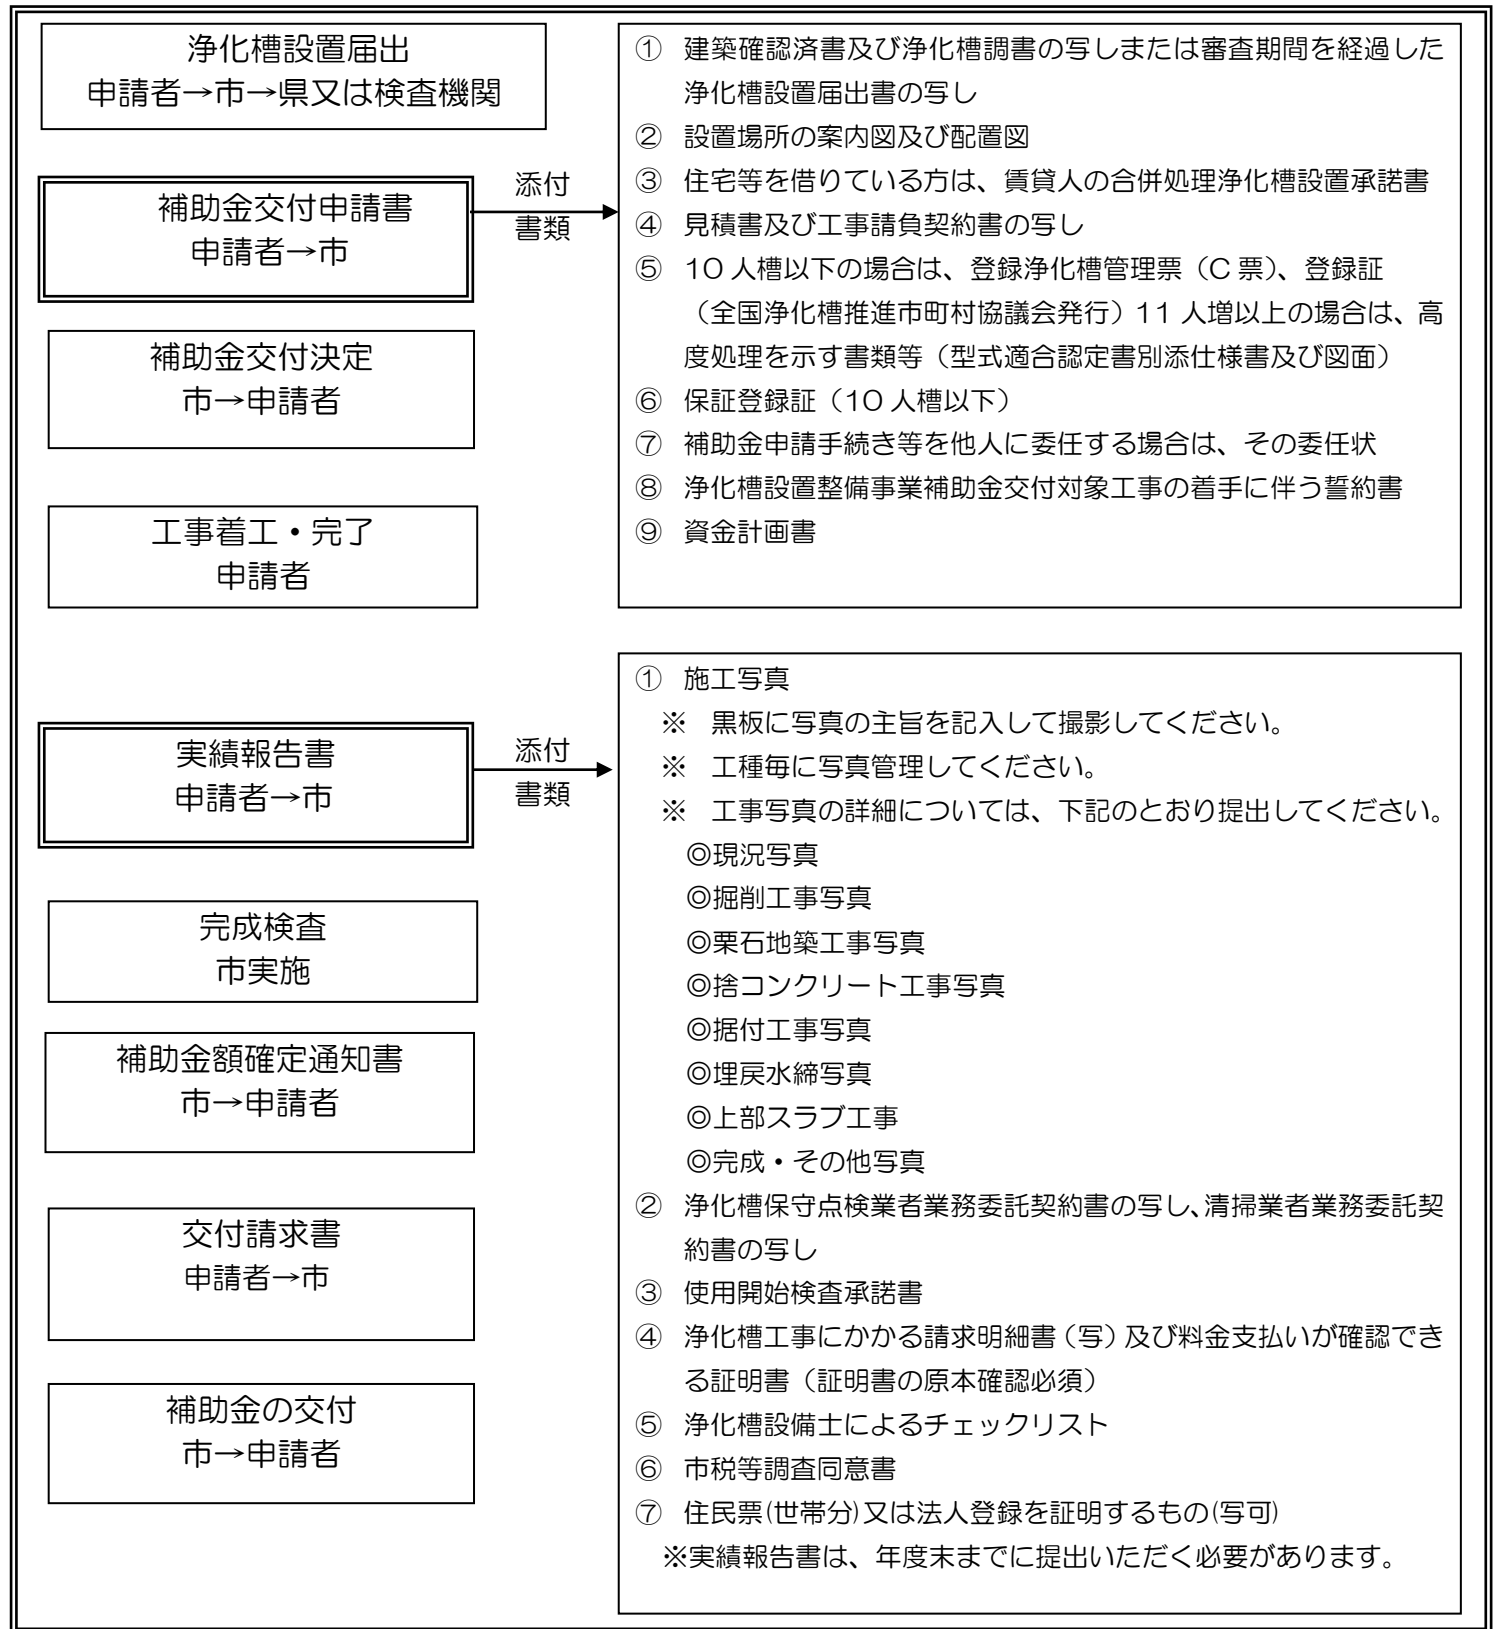 浄化槽設置届出
申請者→市→県又は検査機関
補助金交付申請書
申請者→市
添付
書類
補助金交付決定
市→申請者
工事着工・完了
申請者
① 建築確認済書及び浄化槽調書の写しまたは審査期間を経過した
浄化槽設置届出書の写し
② 設置場所の案内図及び配置図
③ 住宅等を借りている方は、賃貸人の合併処理浄化槽設置承諾書
④ 見積書及び工事請負契約書の写し
⑤ 10 人槽以下の場合は、登録浄化槽管理票（C 票）、登録証
（全国浄化槽推進市町村協議会発行）11 人増以上の場合は、高
度処理を示す書類等（型式適合認定書別添仕様書及び図面）
⑥ 保証登録証（10 人槽以下）
⑦ 補助金申請手続き等を他人に委任する場合は、その委任状
⑧ 浄化槽設置整備事業補助金交付対象工事の着手に伴う誓約書
⑨ 資金計画書
実績報告書
申請者→市
添付
書類
完成検査
市実施
補助金額確定通知書
市→申請者
交付請求書
申請者→市
補助金の交付
市→申請者
① 施工写真
※ 黒板に写真の主旨を記入して撮影してください。
※ 工種毎に写真管理してください。
※ 工事写真の詳細については、下記のとおり提出してください。
◎現況写真
◎掘削工事写真
◎栗石地築工事写真
◎捨コンクリート工事写真
◎据付工事写真
◎埋戻水締写真
◎上部スラブ工事
◎完成・その他写真
② 浄化槽保守点検業者業務委託契約書の写し、清掃業者業務委託契
約書の写し
③ 使用開始検査承諾書
④ 浄化槽工事にかかる請求明細書（写）及び料金支払いが確認でき
る証明書（証明書の原本確認必須）
⑤ 浄化槽設備士によるチェックリスト
⑥ 市税等調査同意書
⑦ 住民票(世帯分)又は法人登録を証明するもの(写可)
※実績報告書は、年度末までに提出いただく必要があります。